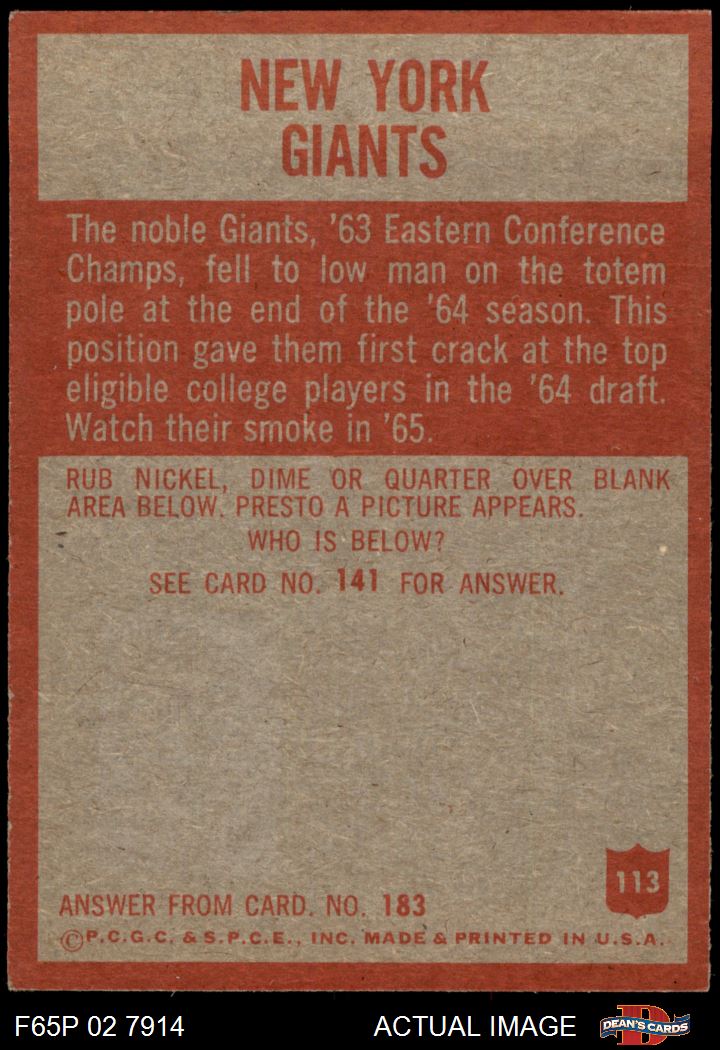 NEW YORK
GIANTS
The noble Giants, '63 Eastern Conference
Champs, fell to low man on the totem
pole at the end of the '64 season. This
position gave them first crack at the top
eligible college players in the '64 draft.
Watch their smoke in '65.
RUB NICKEL, DIME OR QUARTER OVER BLANK
AREA BELOW. PRESTO A PICTURE APPEARS.
WHO IS BELOW?
SEE CARD NO. 141 FOR ANSWER.
113
ANSWER FROM CARD. NO. 183
©P.C.G.C. & S.P.C.E., INC. MADE & PRINTED IN U.S.A.
F65P 02 7914 ACTUAL IMAGE
D
DEAN'S CARDS